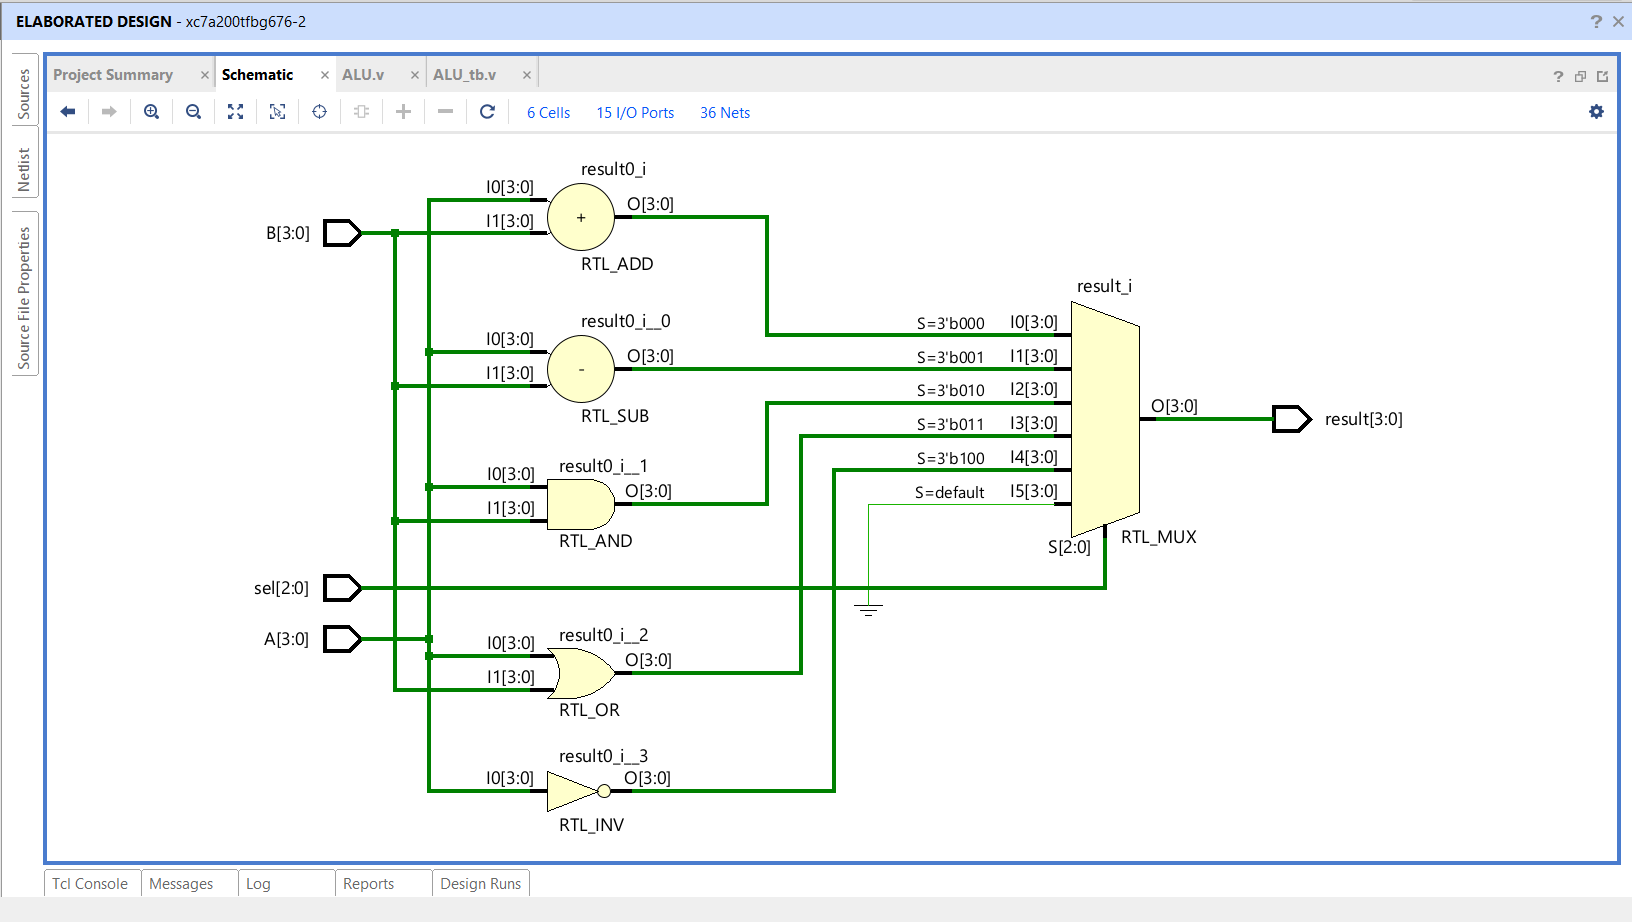 ELABORATED DESIGN - xc7a200tfbg676-2
Sources
Netlist
Source File Properties
Project Summary
Schematic
ALU.v
ALU_tb.v
6 Cells
15 I/O Ports
36 Nets
result0_i
I0[3:0]
O[3:0]
I1[3:0]
+
RTL_ADD
B[3:0]
result0_i__0
I0[3:0]
O[3:0]
I1[3:0]
-
RTL_SUB
result0_i__1
I0[3:0]
O[3:0]
I1[3:0]
RTL_AND
sel[2:0]
A[3:0]
result0_i__2
I0[3:0]
O[3:0]
I1[3:0]
RTL_OR
result0_i__3
I0[3:0]
O[3:0]
RTL_INV
result_i
S=3'b000 I0[3:0]
S=3'b001 I1[3:0]
S=3'b010 I2[3:0]
S=3'b011 I3[3:0]
S=3'b100 I4[3:0]
S=default I5[3:0]
S[2:0]
RTL_MUX
O[3:0]
result[3:0]
Tcl Console
Messages
Log
Reports
Design Runs